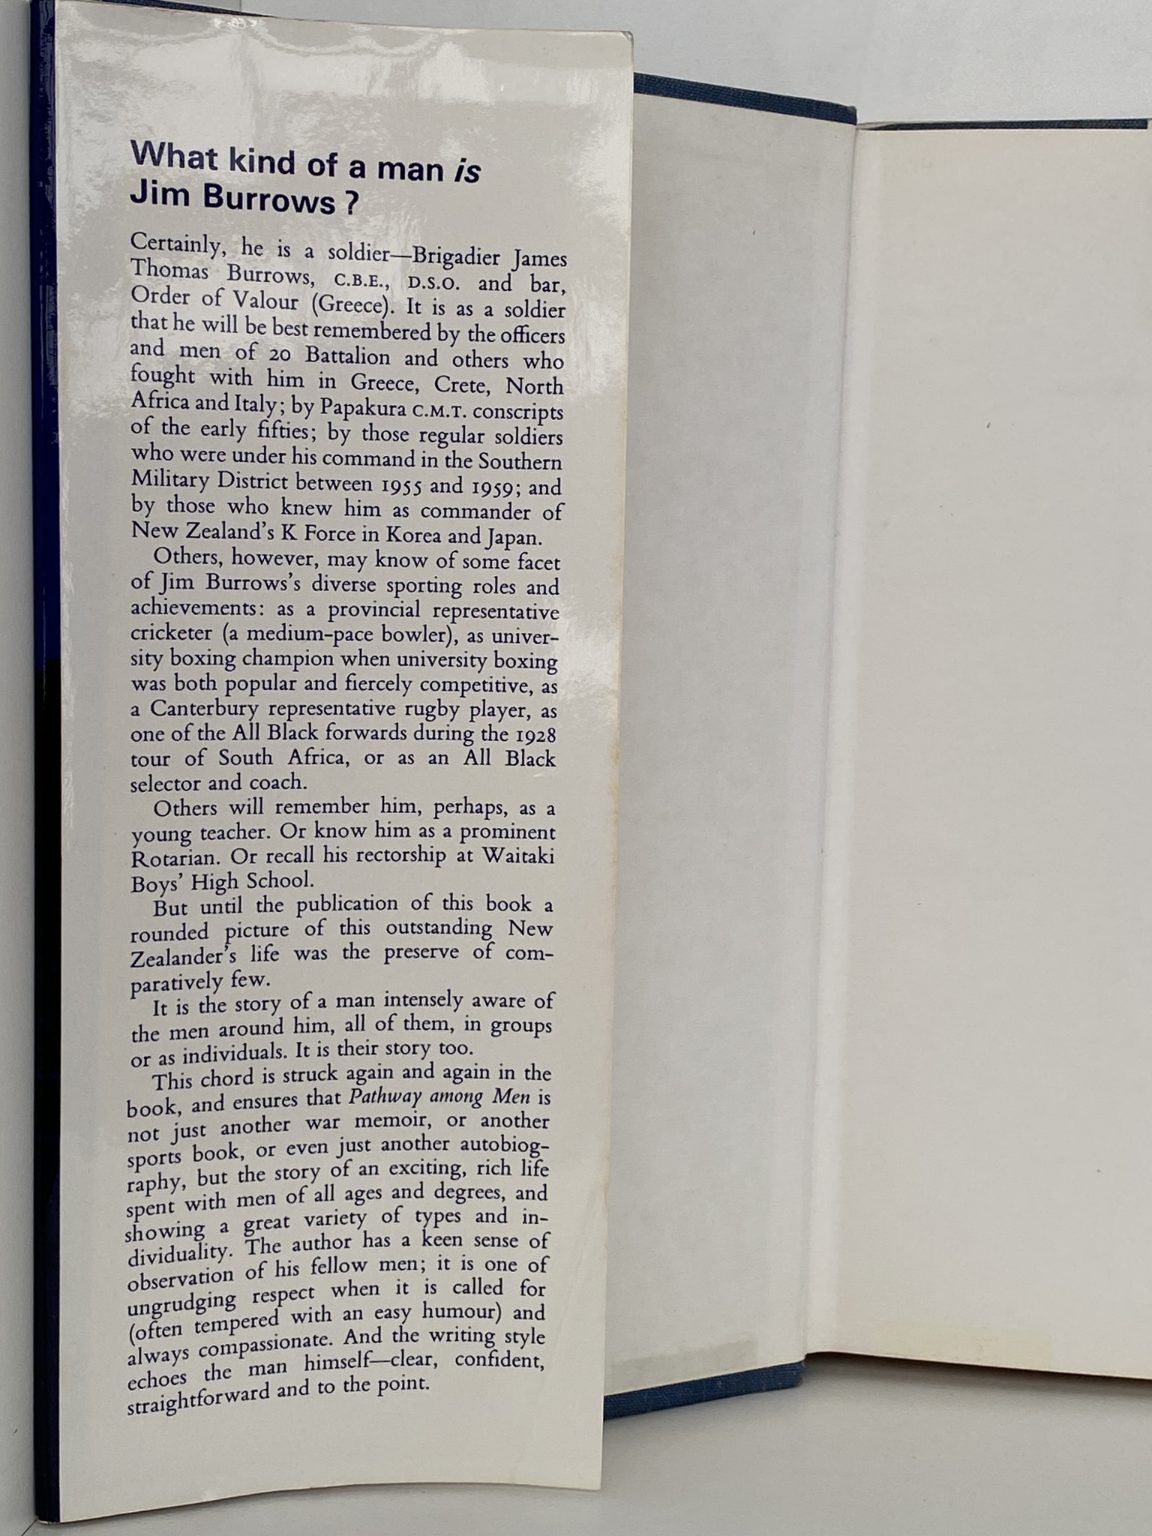 What kind of a man is
Jim Burrows ?
Certainly, he is a soldier—Brigadier James
Thomas Burrows, C.B.E., D.S.O. and bar,
Order of Valour (Greece). It is as a soldier
that he will be best remembered by the officers
and men of 20 Battalion and others who
fought with him in Greece, Crete, North
Africa and Italy; by Papakura C.M.T. conscripts
of the early fifties; by those regular soldiers
who were under his command in the Southern
Military District between 1955 and 1959; and
by those who knew him as commander of
New Zealand's K Force in Korea and Japan.
Others, however, may know of some facet
of Jim Burrows's diverse sporting roles and
achievements: as a provincial representative
cricketer (a medium-pace bowler), as univer-
sity boxing champion when university boxing
was both popular and fiercely competitive, as
a Canterbury representative rugby player, as
one of the All Black forwards during the 1928
tour of South Africa, or as an All Black
selector and coach.
Others will remember him, perhaps, as a
young teacher. Or know him as a prominent
Rotarian. Or recall his rectorship at Waitaki
Boys' High School.
But until the publication of this book a
rounded picture of this outstanding New
Zealander's life was the preserve of com-
paratively few.
It is the story of a man intensely aware of
the men around him, all of them, in groups
or as individuals. It is their story too.
This chord is struck again and again in the
book, and ensures that Pathway among Men is
not just another war memoir, or another
sports book, or even just another autobiog-
raphy, but the story of an exciting, rich life
spent with men of all ages and degrees, and
showing a great variety of types and in-
dividuality. The author has a keen sense of
observation of his fellow men; it is one of
ungrudging respect when it is called for
(often tempered with an easy humour) and
always compassionate. And the writing style
echoes the man himself—clear, confident,
straightforward and to the point.